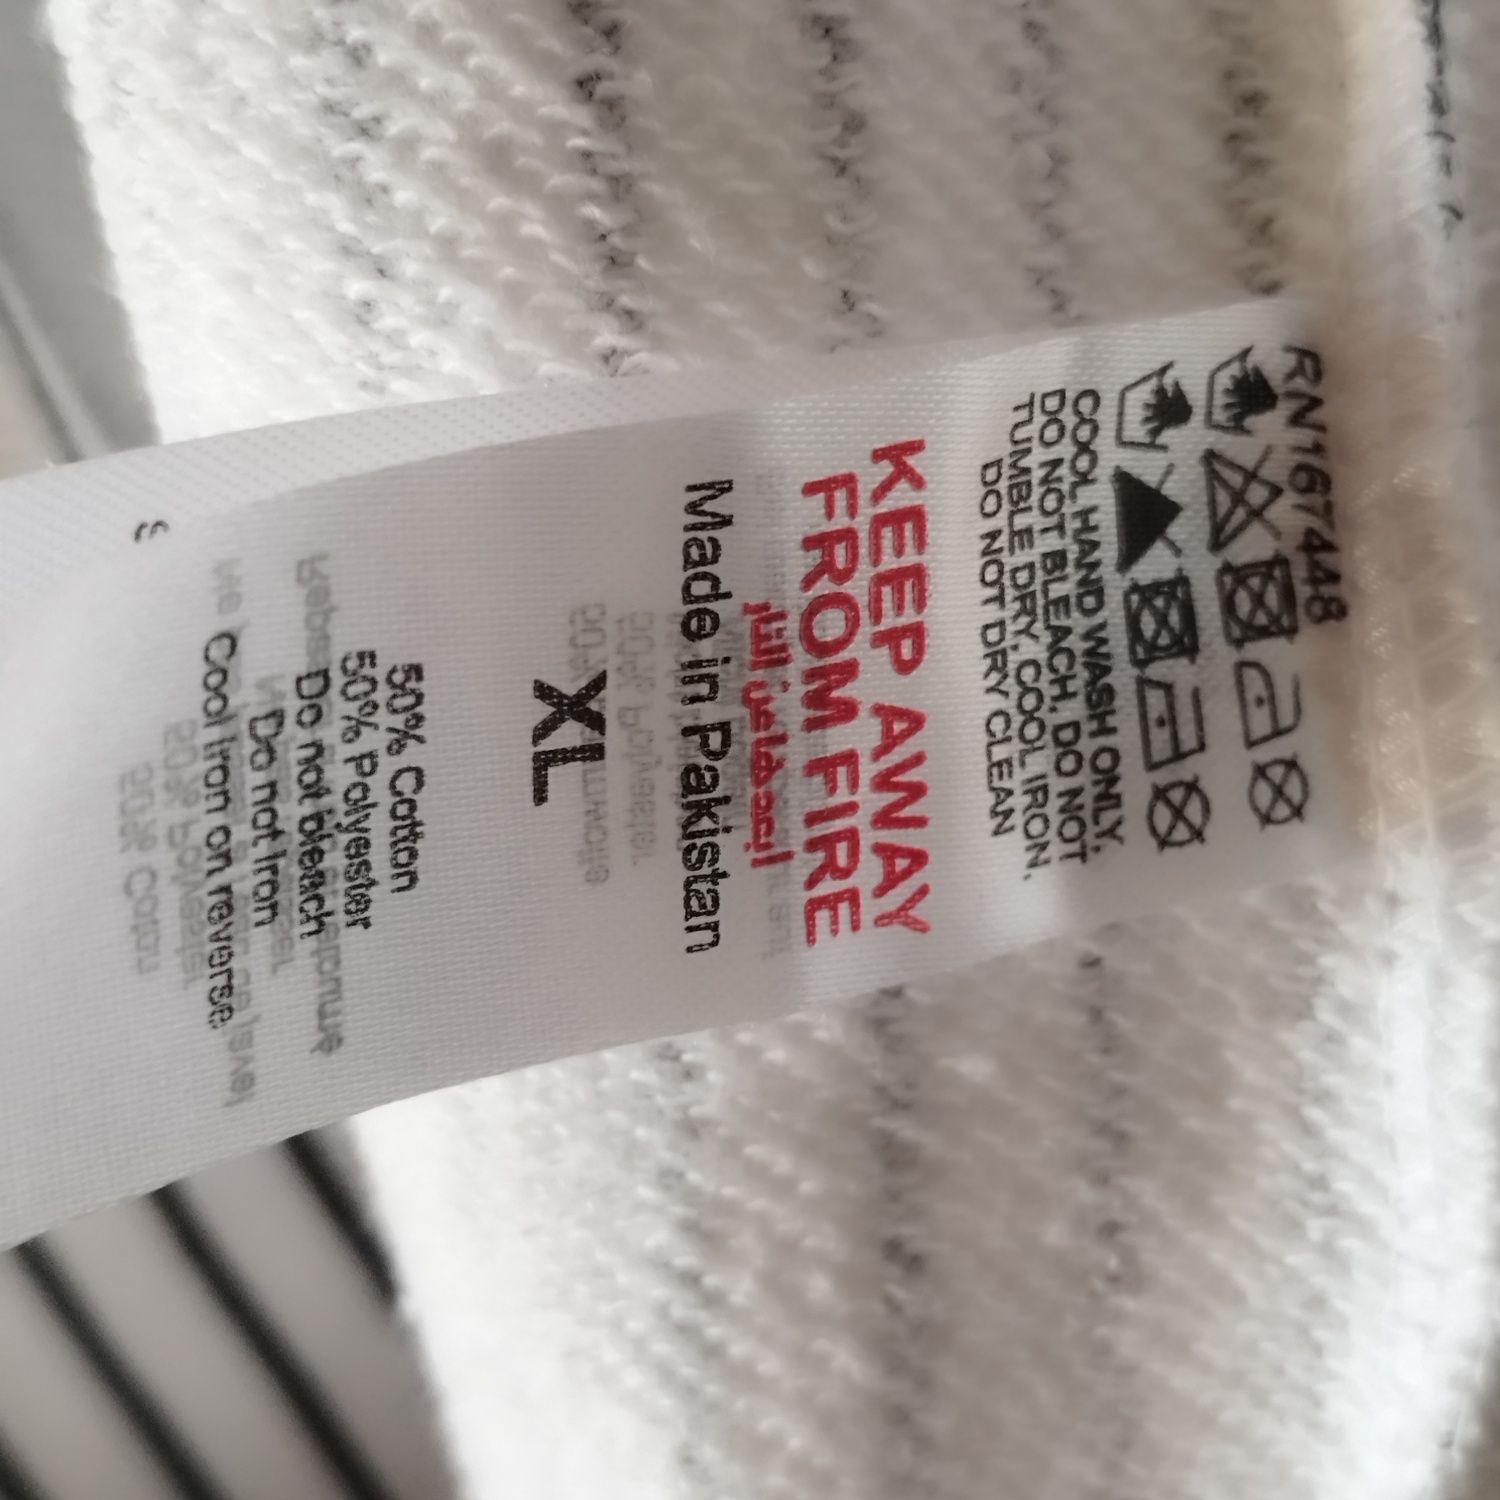 RN167448
COOL HAND WASH ONLY.
DO NOT BLEACH, DO NOT
TUMBLE DRY, COOL IRON.
DO NOT DRY CLEAN
KEEP AWAY
FROM FIRE
ابعد هذا عن النار
Made in Pakistan
XL
50% Cotton
50% Polyester
Do not bleach
Do not Iron
Cool Iron on reverse